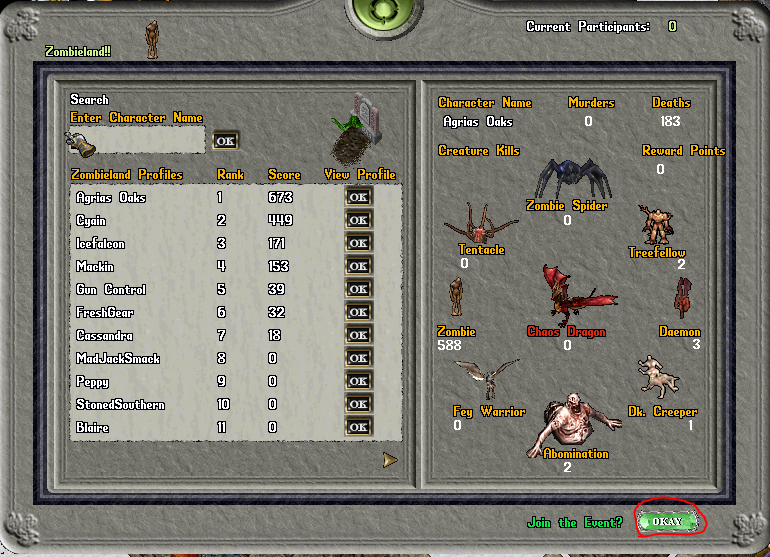 Current Participants: 0
Zombieland!!
Search
Enter Character Name
OK
Zombieland Profiles Rank Score View Profile
Agrias Oaks 1 673 OK
Cyain 2 449 OK
Icefalcon 3 171 OK
Mackin 4 153 OK
Gun Control 5 39 OK
FreshGear 6 32 OK
Cassandra 7 18 OK
MadJackSmack 8 0 OK
Peppy 9 0 OK
StonedSouthern 10 0 OK
Blaire 11 0 OK
Character Name Murders Deaths
Agrias Oaks 0 183
Creature Kills Reward Points
0
Zombie Spider
0
Tentacle
0
Treefellow
2
Zombie
588
Chaos Dragon
0
Daemon
3
Fey Warrior
0
Dk. Creeper
1
Abomination
2
Join the Event? OKAY